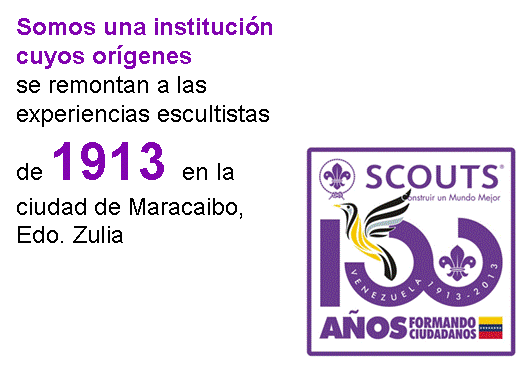 Somos una institución
cuyos orígenes
se remontan a las
experiencias escultistas
de 1913 en la
ciudad de Maracaibo,
Edo. Zulia
SCOUTS®
Construir un Mundo Mejor
100
VENEZUELA 1913-2013
AÑOS FORMANDO
CIUDADANOS